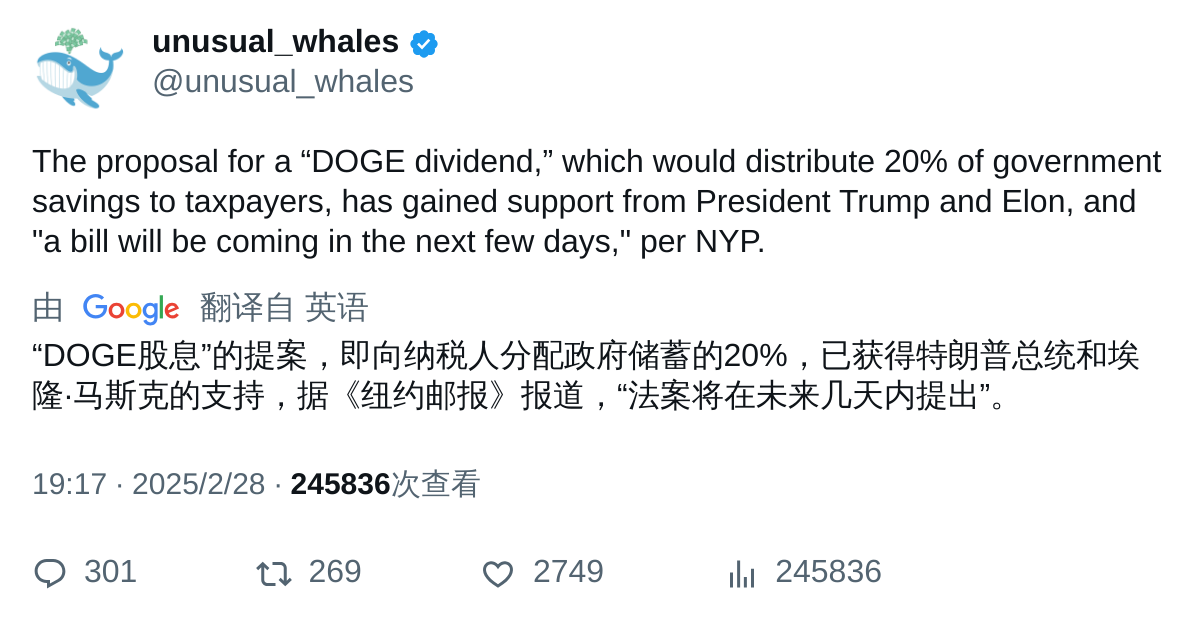 unusual_whales
@unusual_whales
The proposal for a “DOGE dividend,” which would distribute 20% of government
savings to taxpayers, has gained support from President Trump and Elon, and
"a bill will be coming in the next few days," per NYP.
由 Google 翻译自 英语
“DOGE股息”的提案，即向纳税人分配政府储蓄的20%，已获得特朗普总统和埃
隆·马斯克的支持，据《纽约邮报》报道，“法案将在未来几天内提出”。
19:17 · 2025/2/28 · 245836次查看
301 269 2749 245836